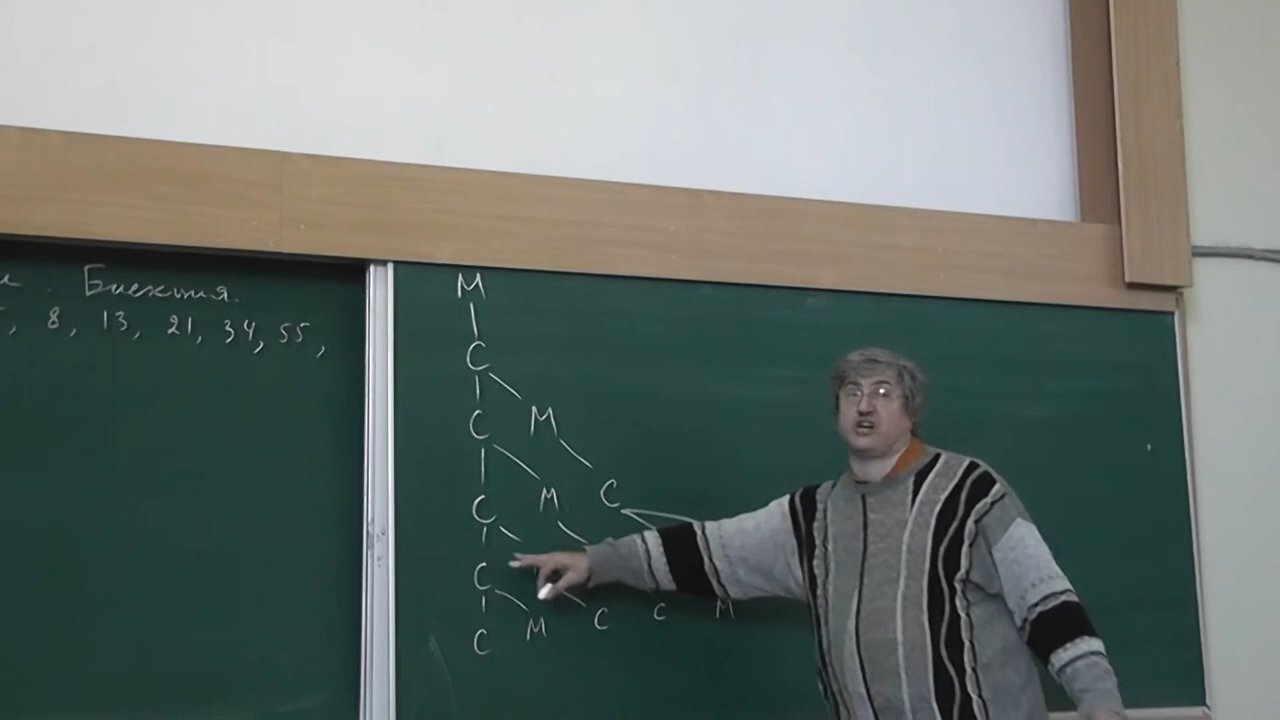 Биекция.
8, 13, 21, 34, 55,
М
С
С М
С М С
С
С М С С М